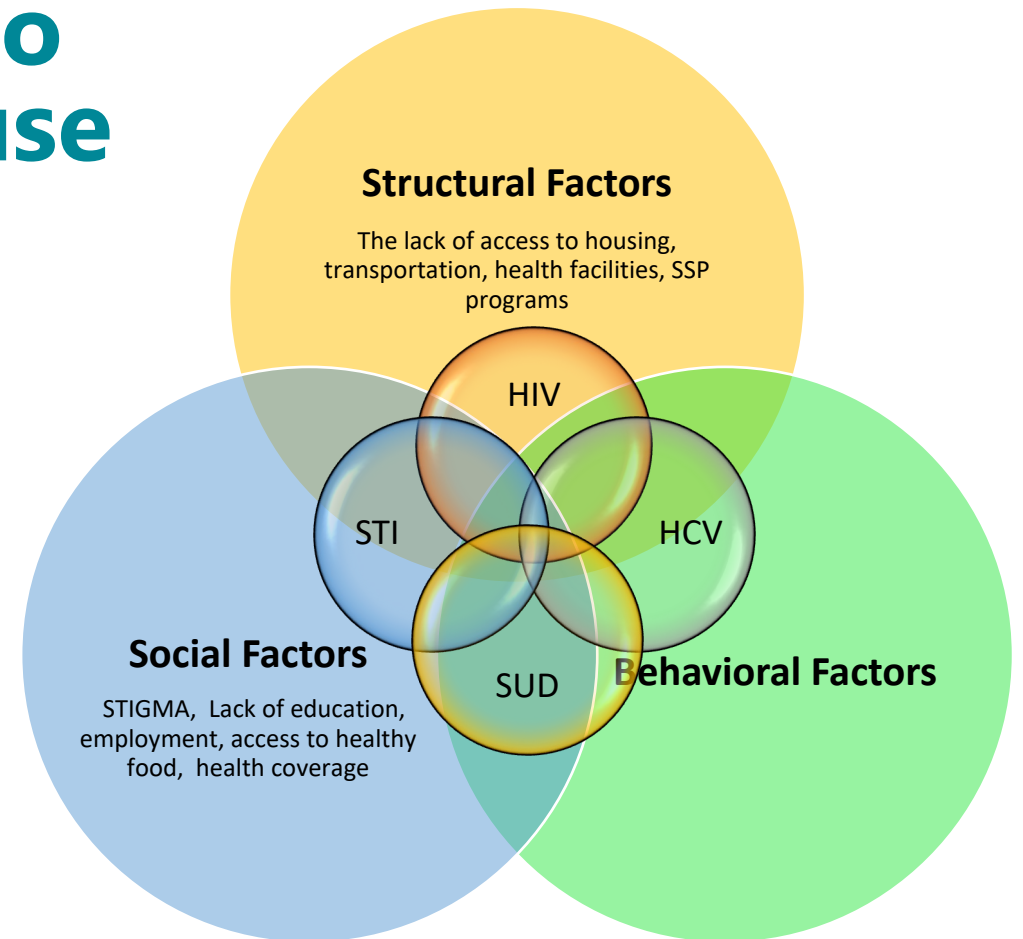 o
use
Structural Factors
The lack of access to housing,
transportation, health facilities, SSP
programs
HIV
STI
HCV
Social Factors
STIGMA,  Lack of education,
employment, access to healthy
food,  health coverage
SUD
Behavioral Factors